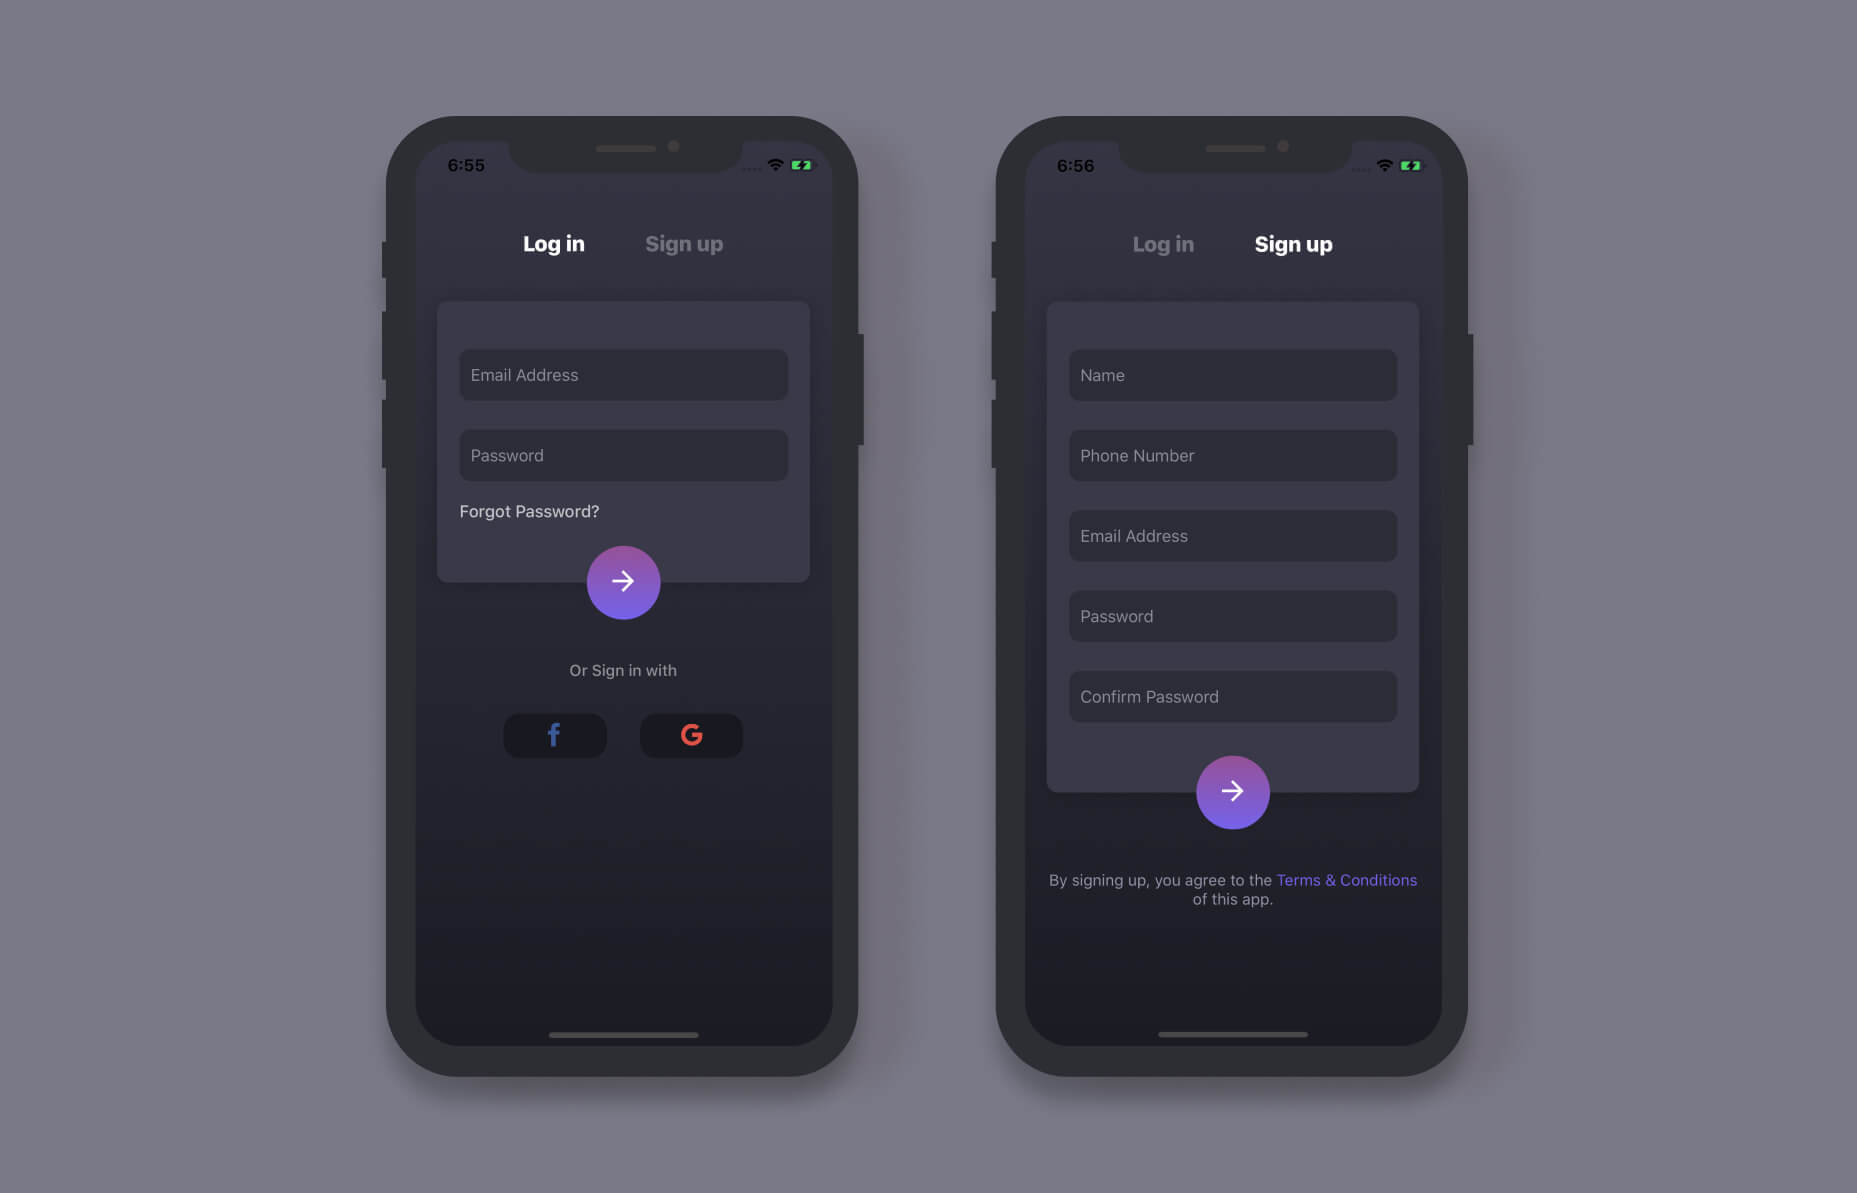 6:55
Log in
Sign up
Email Address
Password
Forgot Password?
Or Sign in with
f
G
6:56
Log in
Sign up
Name
Phone Number
Email Address
Password
Confirm Password
By signing up, you agree to the Terms & Conditions
of this app.